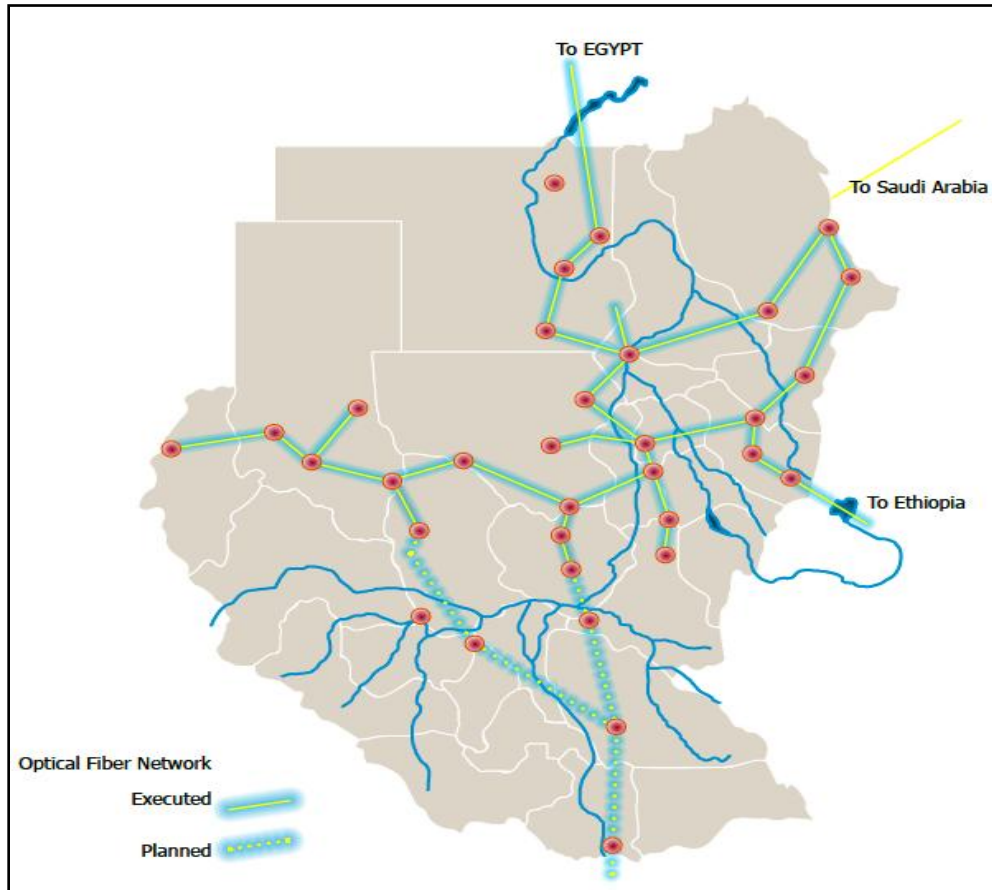 To EGYPT
To Saudi Arabia
To Ethiopia
Optical Fiber Network
Executed
Planned